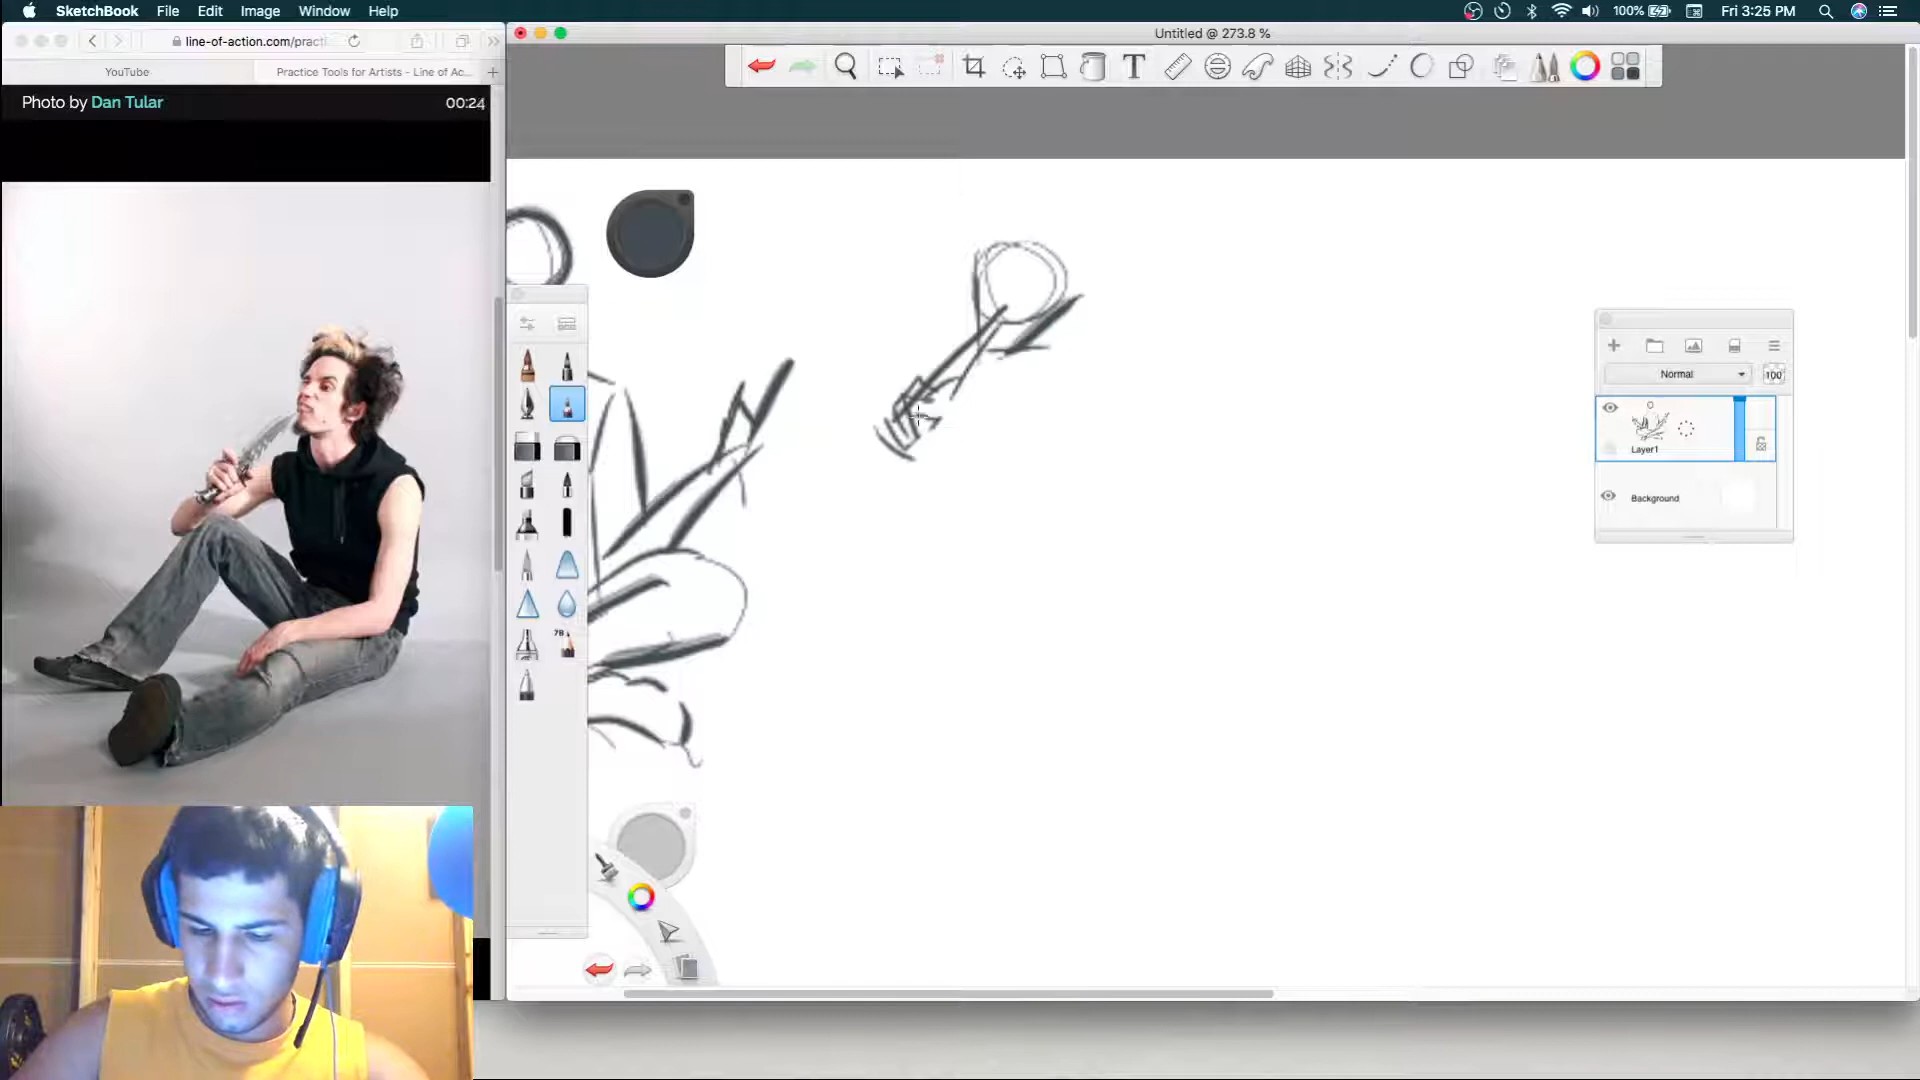 SketchBook File Edit Image Window Help
100% Fri 3:25 PM
line-of-action.com/practi
Untitled @ 273.8 %
YouTube
Practice Tools for Artists - Line of Ac...
T
Photo by Dan Tular
00:24
Normal
100
Layer1
Background
7B